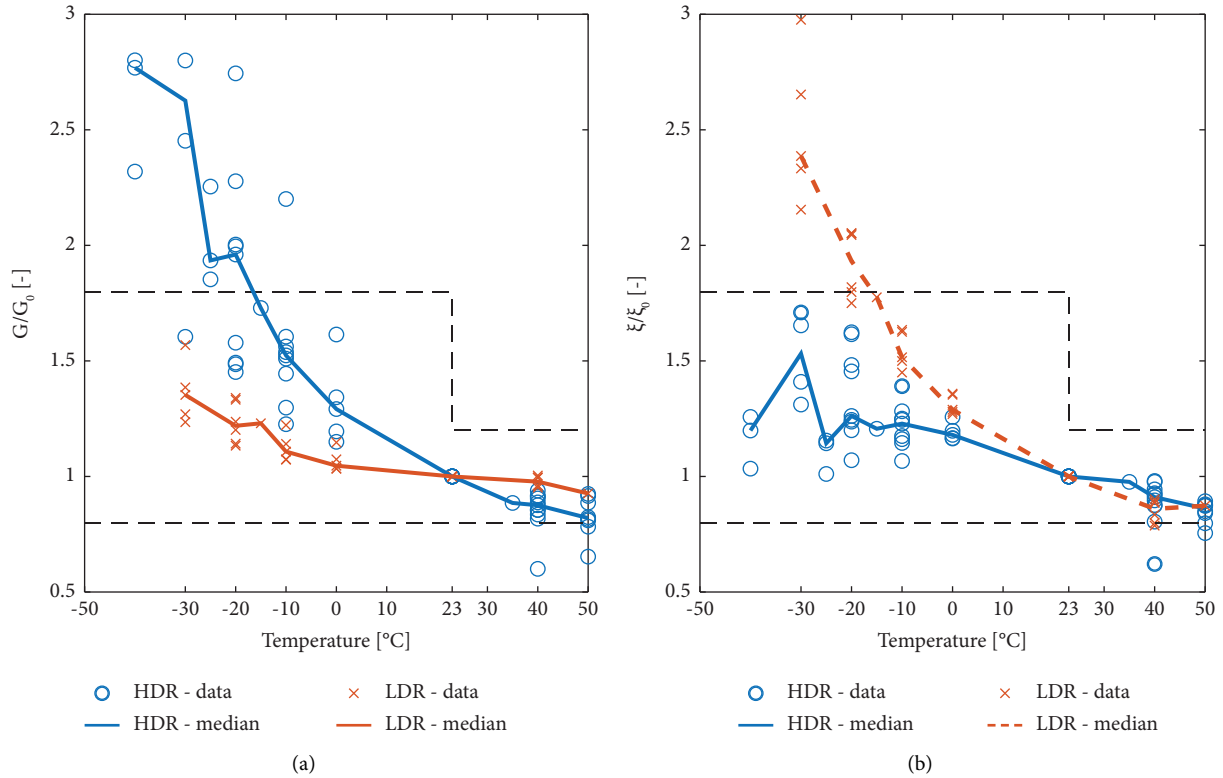 3
2.5
2
1.5
1
0.5
G/G0 [-]
-50 -30 -20 -10 0 10 23 30 40 50
Temperature [°C]
HDR - data
LDR - data
HDR - median
LDR - median
(a)
3
2.5
2
1.5
1
0.5
ξ/ξ0 [-]
-50 -30 -20 -10 0 10 23 30 40 50
Temperature [°C]
HDR - data
LDR - data
HDR - median
LDR - median
(b)